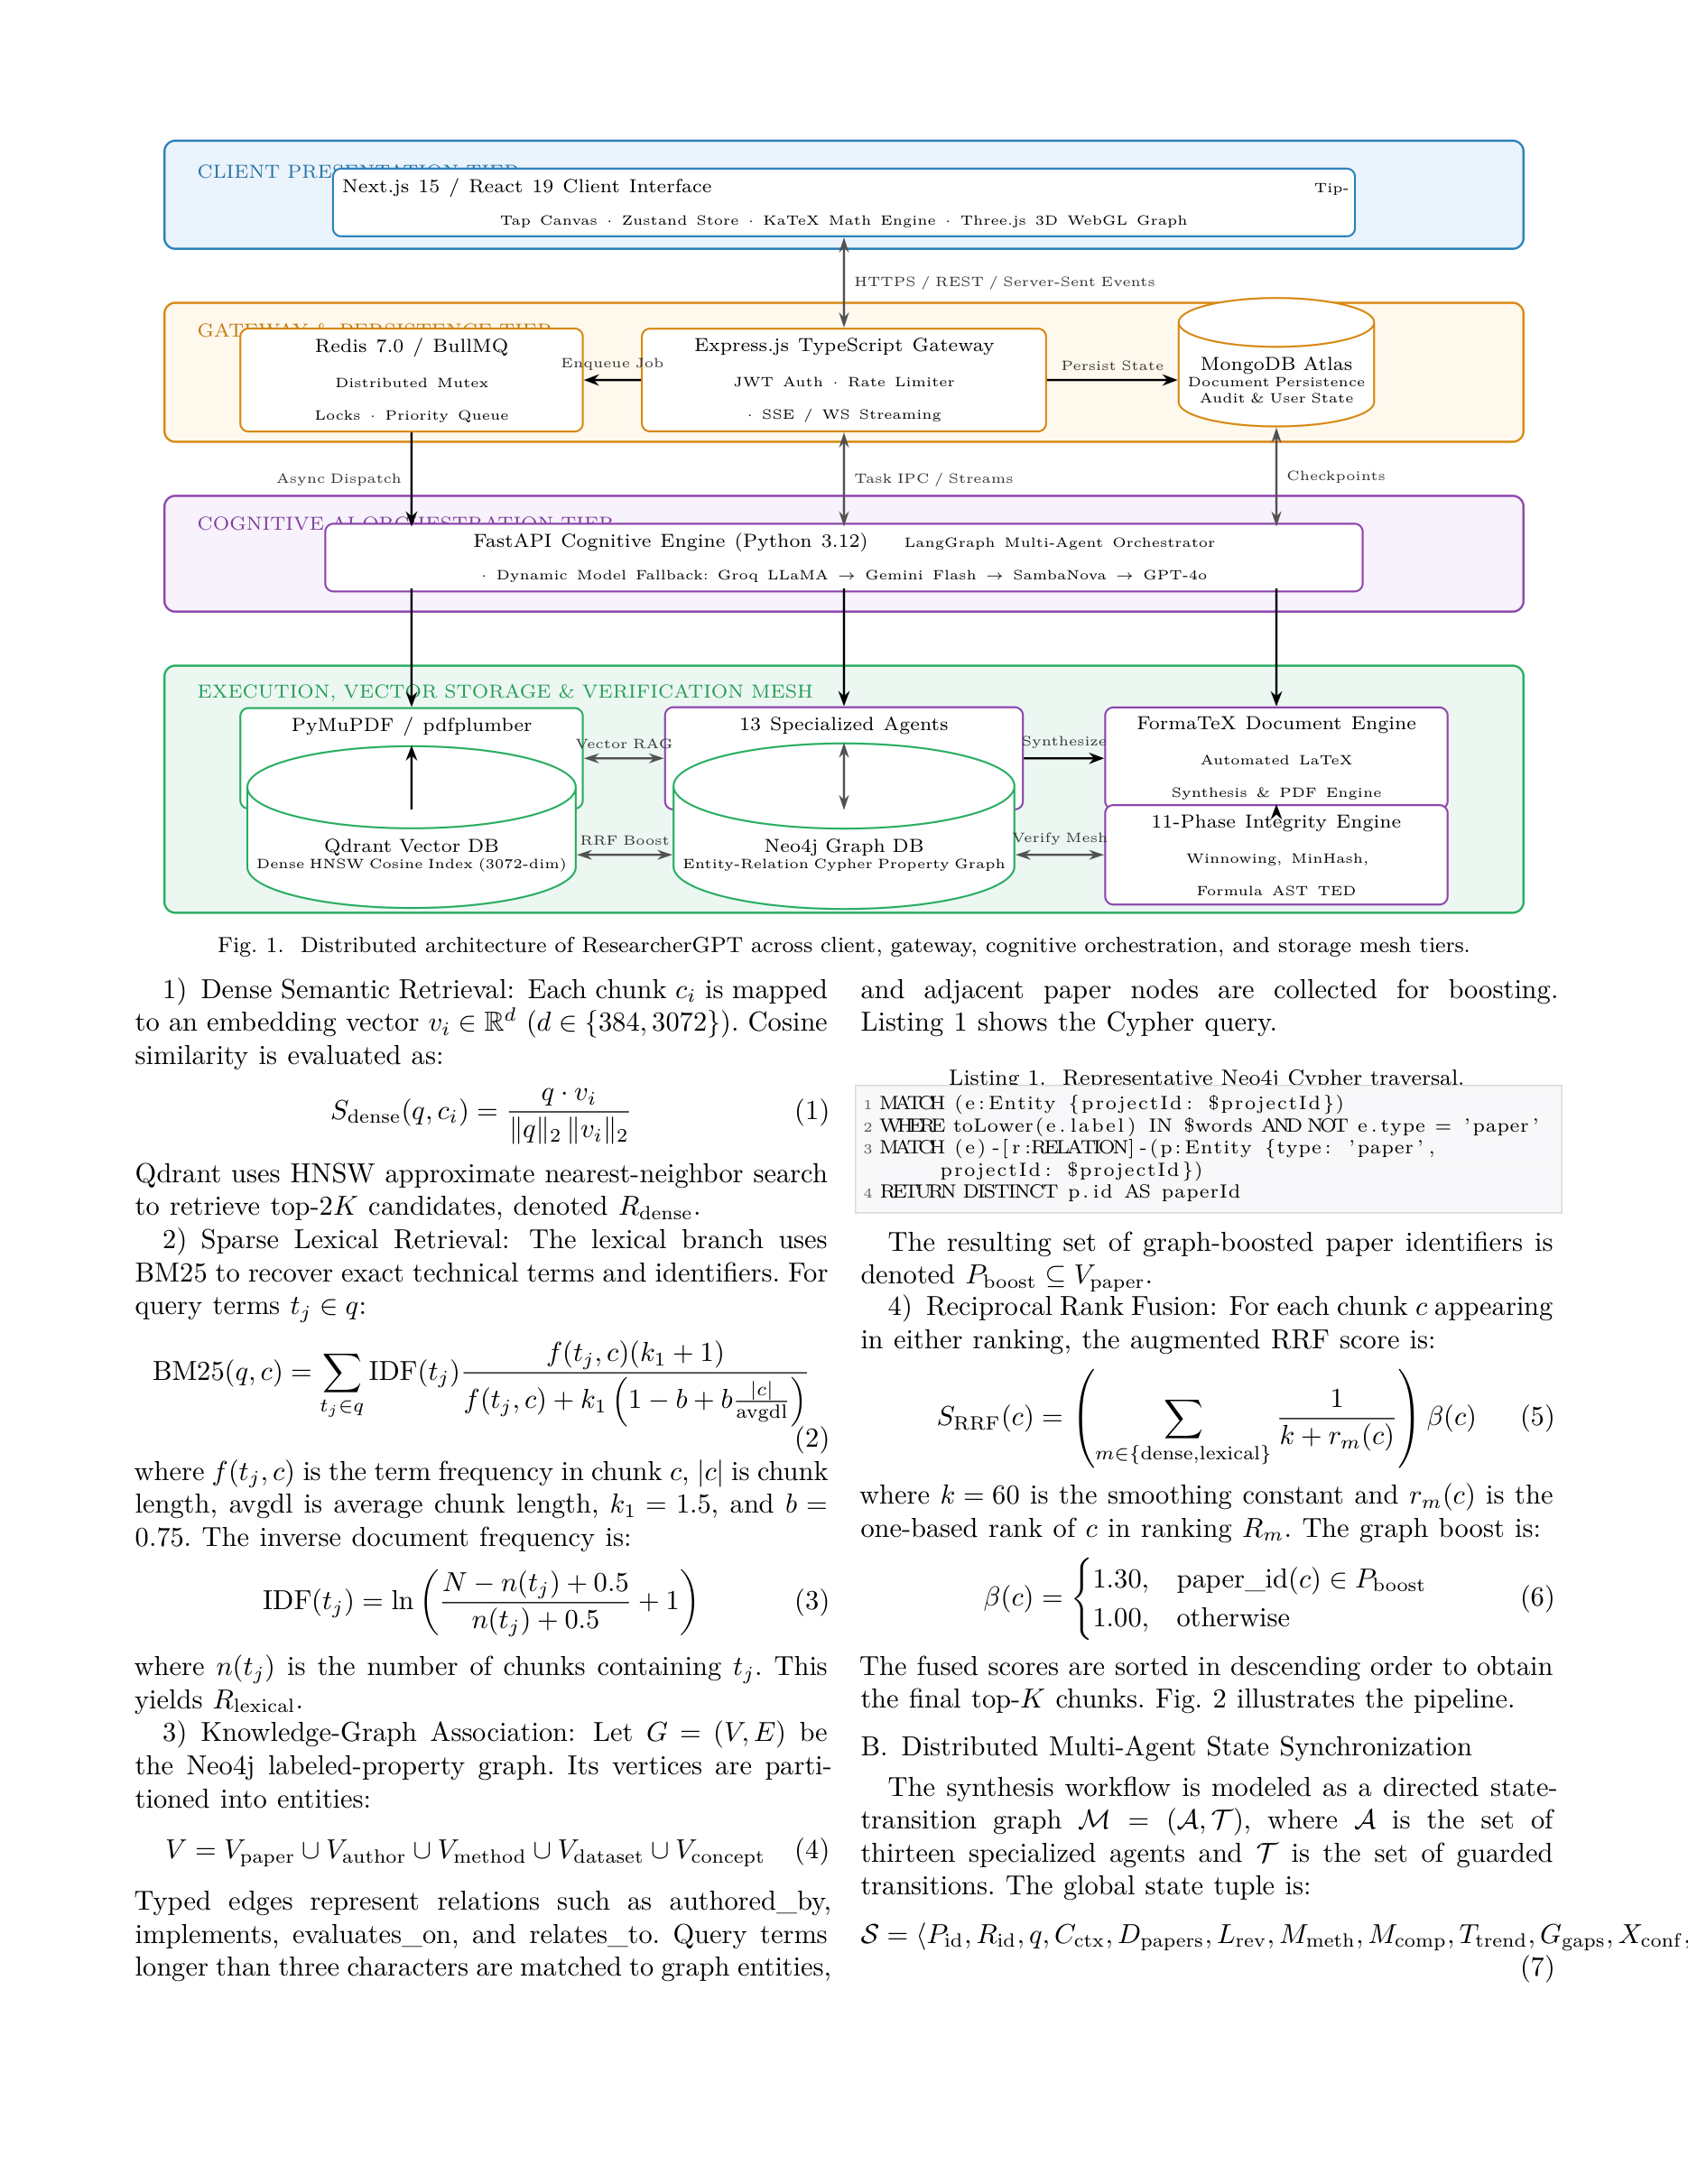 CLIENT PRESENTATION TIER
Next.js 15 / React 19 Client Interface Tip-
Tap Canvas · Zustand Store · KaTeX Math Engine · Three.js 3D WebGL Graph
HTTPS / REST / Server-Sent Events
GATEWAY & PERSISTENCE TIER
Redis 7.0 / BullMQ
Distributed Mutex
Locks · Priority Queue
Enqueue Job
Express.js TypeScript Gateway
JWT Auth · Rate Limiter
· SSE / WS Streaming
Persist State
MongoDB Atlas
Document Persistence
Audit & User State
Async Dispatch
Task IPC / Streams
Checkpoints
COGNITIVE AI ORCHESTRATION TIER
FastAPI Cognitive Engine (Python 3.12) LangGraph Multi-Agent Orchestrator
· Dynamic Model Fallback: Groq LLaMA → Gemini Flash → SambaNova → GPT-4o
EXECUTION, VECTOR STORAGE & VERIFICATION MESH
PyMuPDF / pdfplumber
Vector RAG
13 Specialized Agents
Synthesize
FormaTeX Document Engine
Automated LaTeX
Synthesis & PDF Engine
Qdrant Vector DB
Dense HNSW Cosine Index (3072-dim)
RRF Boost
Neo4j Graph DB
Entity-Relation Cypher Property Graph
Verify Mesh
11-Phase Integrity Engine
Winnowing, MinHash,
Formula AST TED
Fig. 1. Distributed architecture of ResearcherGPT across client, gateway, cognitive orchestration, and storage mesh tiers.
1) Dense Semantic Retrieval: Each chunk c_i is mapped
to an embedding vector v_i ∈ ℝ^d (d ∈ {384, 3072}). Cosine
similarity is evaluated as:
S_dense(q, c_i) = (q · v_i) / (‖q‖_2 ‖v_i‖_2) (1)
Qdrant uses HNSW approximate nearest-neighbor search
to retrieve top-2K candidates, denoted R_dense.
2) Sparse Lexical Retrieval: The lexical branch uses
BM25 to recover exact technical terms and identifiers. For
query terms t_j ∈ q:
BM25(q, c) = ∑_{t_j∈q} IDF(t_j) f(t_j, c)(k_1 + 1) / (f(t_j, c) + k_1 (1 − b + b |c|/avgdl))
(2)
where f(t_j, c) is the term frequency in chunk c, |c| is chunk
length, avgdl is average chunk length, k_1 = 1.5, and b =
0.75. The inverse document frequency is:
IDF(t_j) = ln ((N − n(t_j) + 0.5) / (n(t_j) + 0.5) + 1) (3)
where n(t_j) is the number of chunks containing t_j. This
yields R_lexical.
3) Knowledge-Graph Association: Let G = (V, E) be
the Neo4j labeled-property graph. Its vertices are parti-
tioned into entities:
V = V_paper ∪ V_author ∪ V_method ∪ V_dataset ∪ V_concept (4)
Typed edges represent relations such as authored_by,
implements, evaluates_on, and relates_to. Query terms
longer than three characters are matched to graph entities,
and adjacent paper nodes are collected for boosting.
Listing 1 shows the Cypher query.
Listing 1. Representative Neo4j Cypher traversal.
1 MATCH (e:Entity {projectId: $projectId})
2 WHERE toLower(e.label) IN $words AND NOT e.type = 'paper'
3 MATCH (e)-[r:RELATION]-(p:Entity {type: 'paper',
projectId: $projectId})
4 RETURN DISTINCT p.id AS paperId
The resulting set of graph-boosted paper identifiers is
denoted P_boost ⊆ V_paper.
4) Reciprocal Rank Fusion: For each chunk c appearing
in either ranking, the augmented RRF score is:
S_RRF(c) = (∑_{m∈{dense,lexical}} 1 / (k + r_m(c))) β(c) (5)
where k = 60 is the smoothing constant and r_m(c) is the
one-based rank of c in ranking R_m. The graph boost is:
β(c) = { 1.30, paper_id(c) ∈ P_boost
1.00, otherwise (6)
The fused scores are sorted in descending order to obtain
the final top-K chunks. Fig. 2 illustrates the pipeline.
B. Distributed Multi-Agent State Synchronization
The synthesis workflow is modeled as a directed state-
transition graph ℳ = (𝒜, 𝒯), where 𝒜 is the set of
thirteen specialized agents and 𝒯 is the set of guarded
transitions. The global state tuple is:
𝒮 = ⟨P_id, R_id, q, C_ctx, D_papers, L_rev, M_meth, M_comp, T_trend, G_gaps, X_conf,
(7)